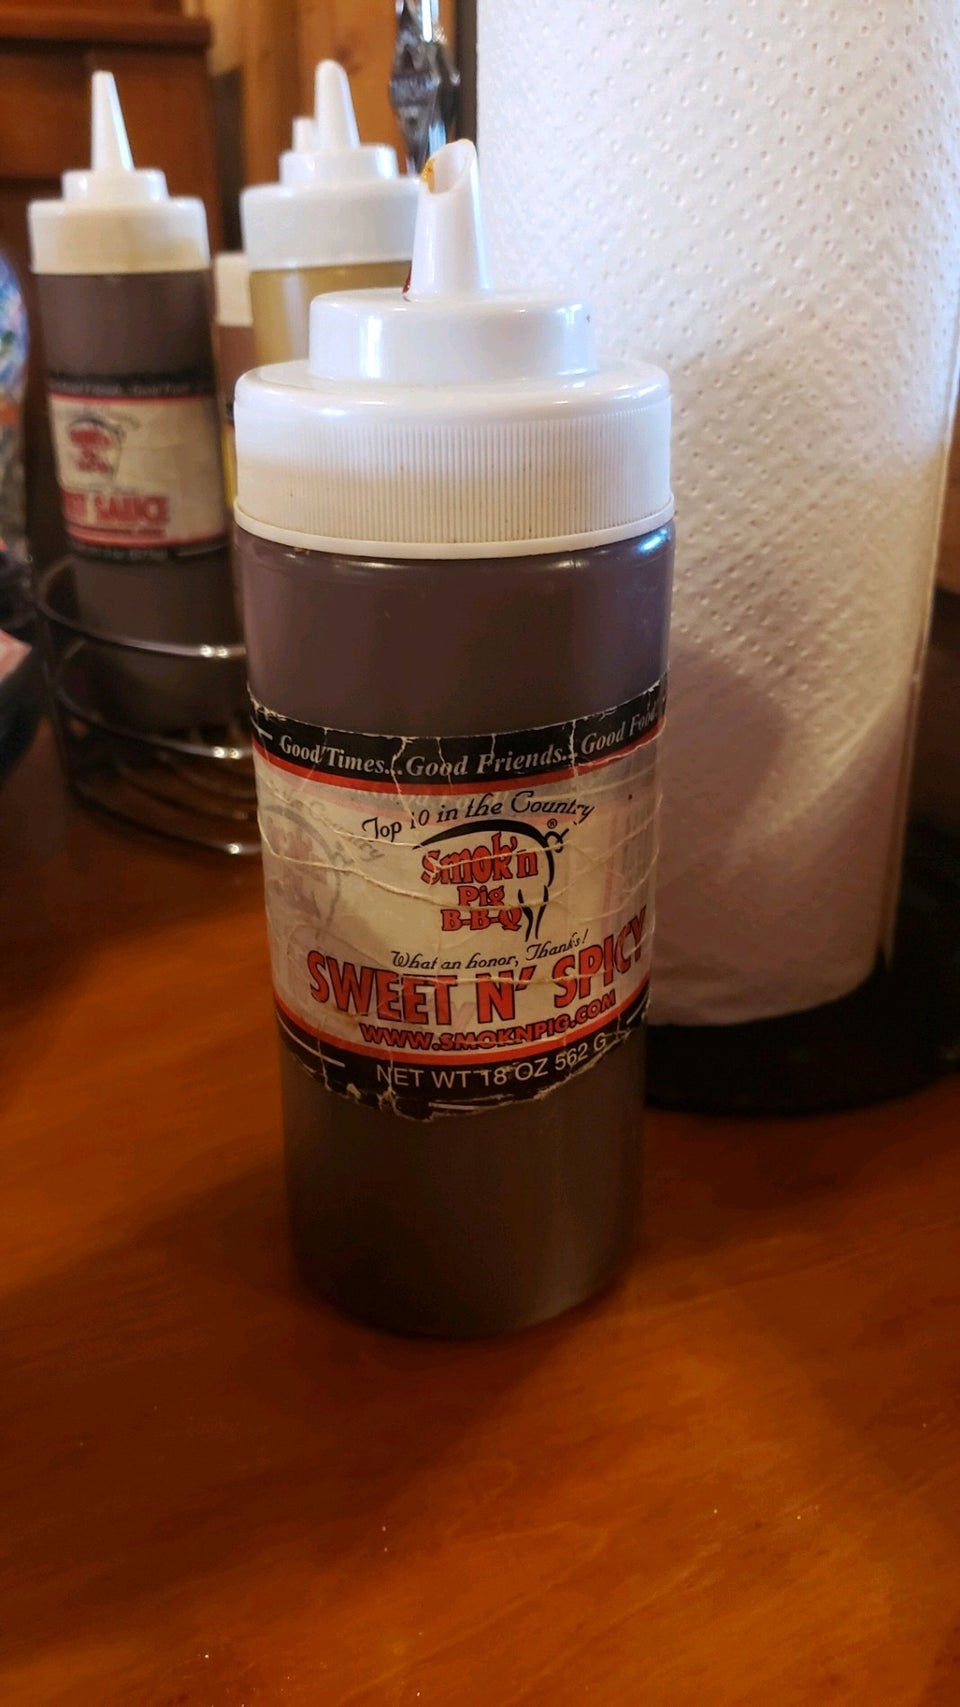 Good Times... Good Friends... Good Food
Top 10 in the Country
Smok'n
Pig
B-B-Q
®
What an honor, Thanks!
SWEET N' SPICY
WWW.SMOKNPIG.COM
NET WT 18 OZ 562 G
SAUCE